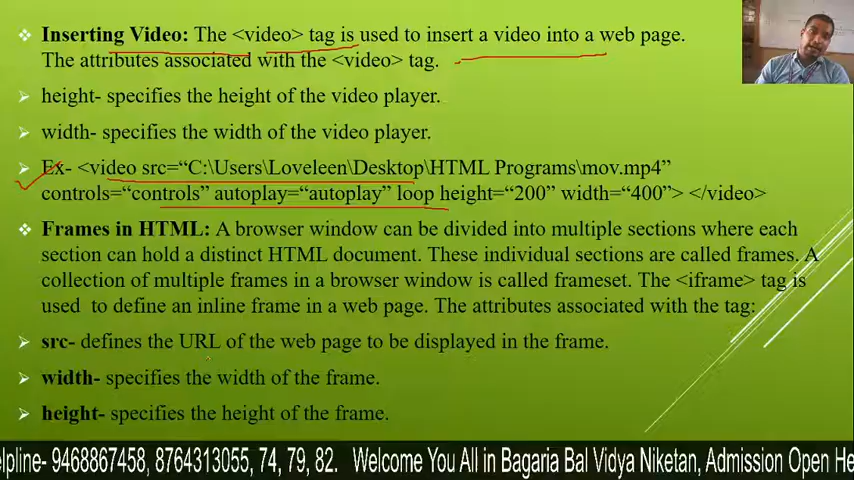 Inserting Video: The <video> tag is used to insert a video into a web page.
The attributes associated with the <video> tag.
height- specifies the height of the video player.
width- specifies the width of the video player.
Ex- <video src=“C:\Users\Loveleen\Desktop\HTML Programs\mov.mp4”
controls=“controls” autoplay=“autoplay” loop height=“200” width=“400”> </video>
Frames in HTML: A browser window can be divided into multiple sections where each
section can hold a distinct HTML document. These individual sections are called frames. A
collection of multiple frames in a browser window is called frameset. The <iframe> tag is
used to define an inline frame in a web page. The attributes associated with the tag:
src- defines the URL of the web page to be displayed in the frame.
width- specifies the width of the frame.
height- specifies the height of the frame.
elpline- 9468867458, 8764313055, 74, 79, 82. Welcome You All in Bagaria Bal Vidya Niketan, Admission Open He